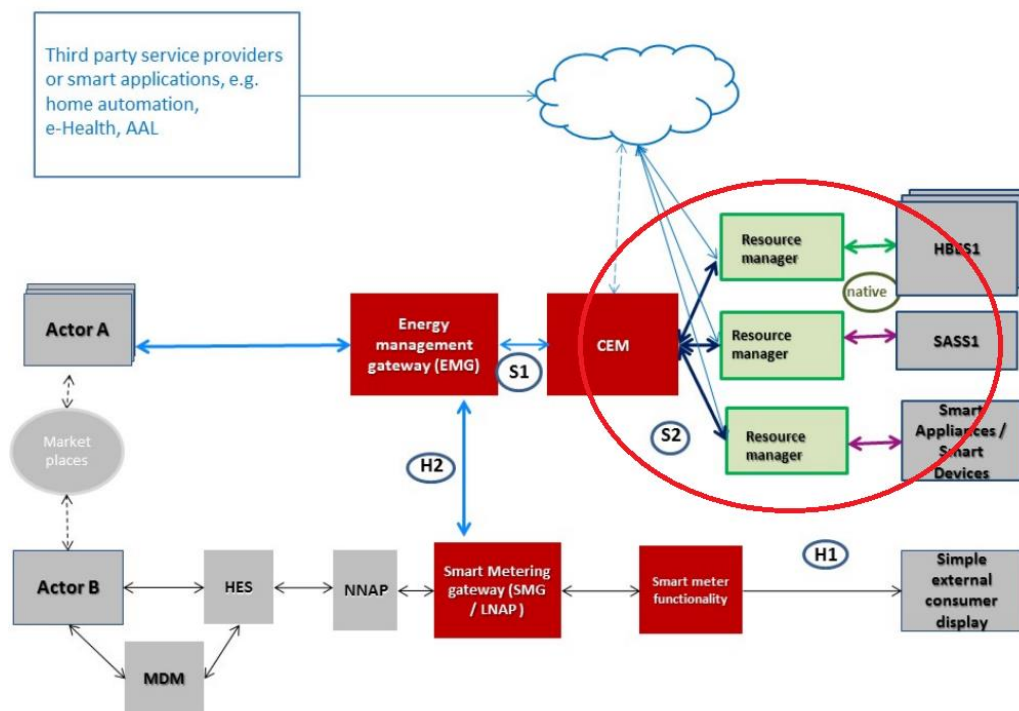 Third party service providers
or smart applications, e.g.
home automation,
e-Health, AAL
Resource
manager
HBES1
native
Actor A
Energy
management
gateway (EMG)
S1
CEM
Resource
manager
SASS1
Market
places
H2
S2
Resource
manager
Smart
Appliances /
Smart
Devices
Actor B
HES
NNAP
Smart Metering
gateway (SMG
/ LNAP)
Smart meter
functionality
H1
Simple
external
consumer
display
MDM